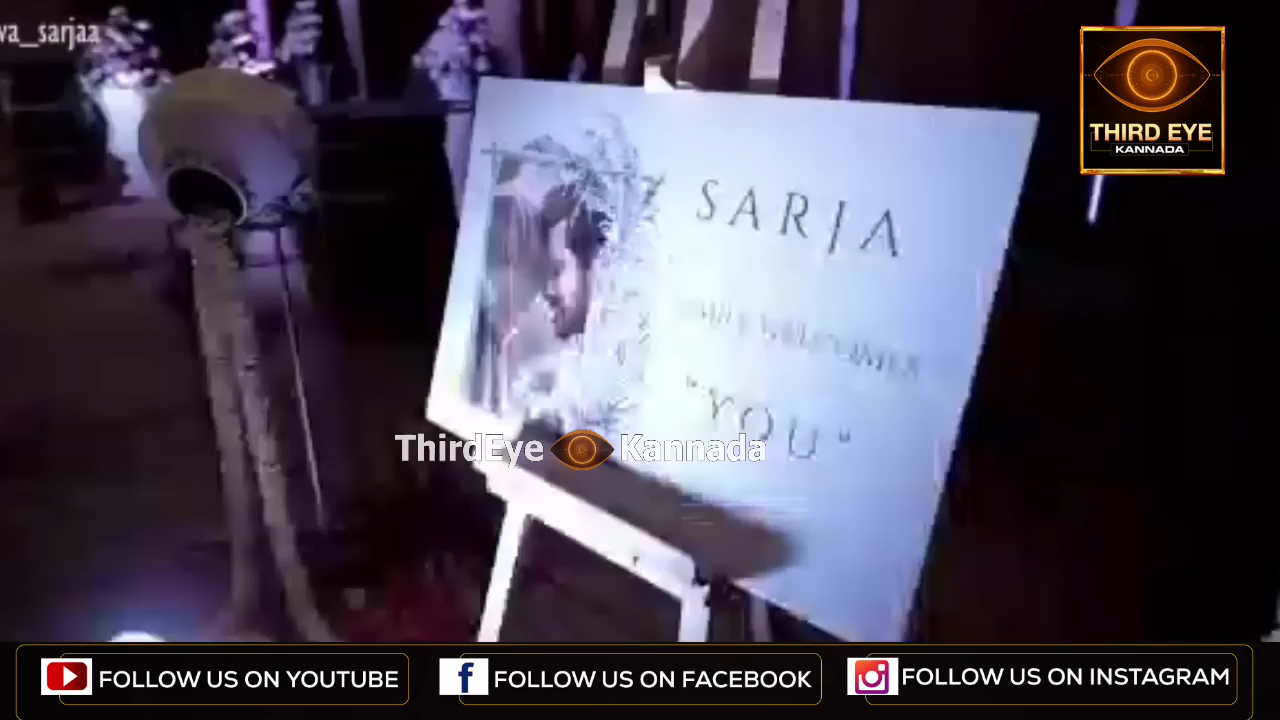 va_sarjaa
THIRD EYE
KANNADA
SARJA
"YOU"
ThirdEye Kannada
FOLLOW US ON YOUTUBE
FOLLOW US ON FACEBOOK
FOLLOW US ON INSTAGRAM